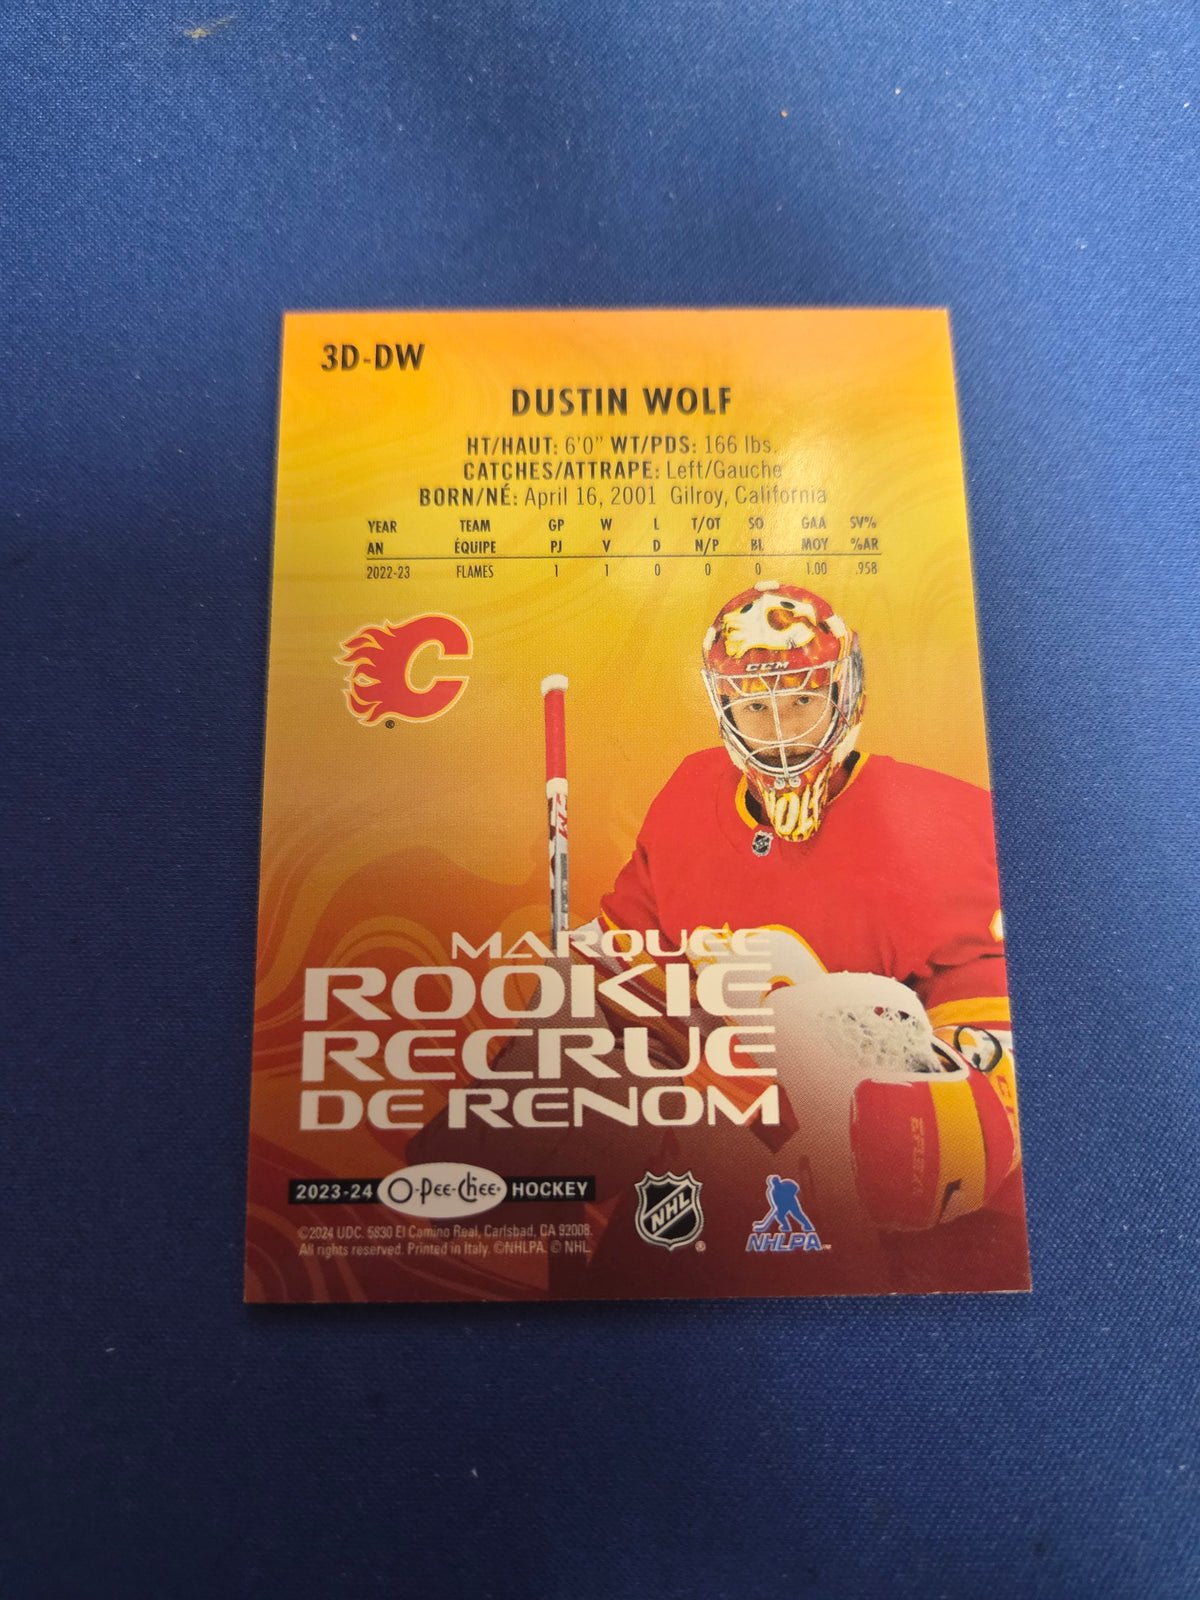 3D-DW
DUSTIN WOLF
HT/HAUT: 6'0" WT/PDS: 166 lbs.
CATCHES/ATTRAPE: Left/Gauche
BORN/NÉ: April 16, 2001 Gilroy, California
YEAR TEAM GP W L T/OT SO GAA SV%
AN ÉQUIPE PJ V D N/P BL MOY %AR
2022-23 FLAMES 1 1 0 0 0 1.00 .958
C
®
CCM
WOLF
MARQUEE
ROOKIE
RECRUE
DE RENOM
2023-24 O-Pee-Chee® HOCKEY
©2024 UDC. 5830 El Camino Real, Carlsbad, CA 92008.
All rights reserved. Printed in Italy. ©NHLPA. © NHL.
NHL ®
NHLPA™